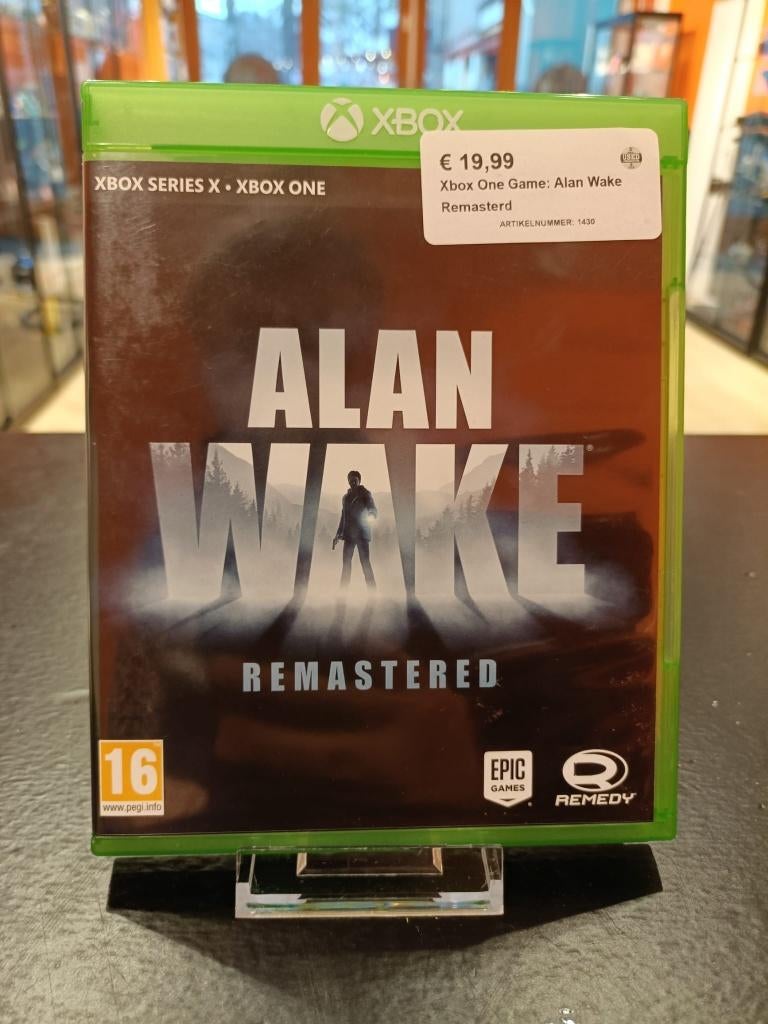 XBOX
€ 19,99
Xbox One Game: Alan Wake
Remasterd
ARTIKELNUMMER: 1430
USED
XBOX SERIES X • XBOX ONE
ALAN
WAKE
REMASTERED
16
www.pegi.info
EPIC
GAMES
REMEDY